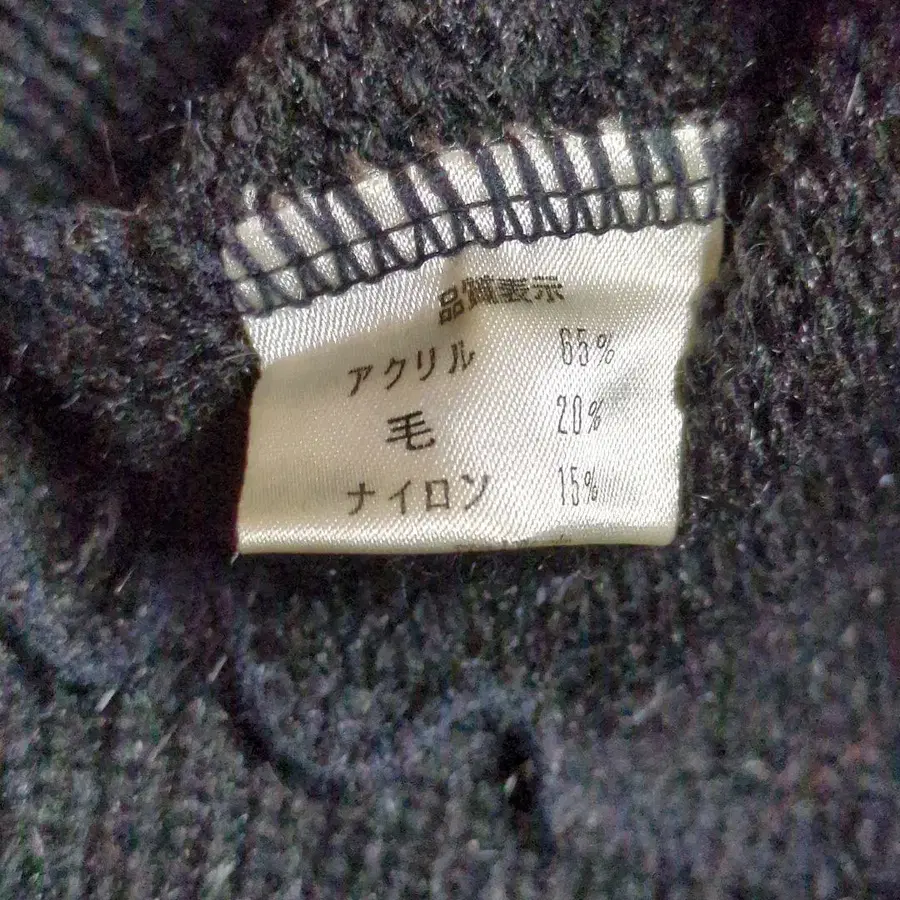 品質表示
アクリル 65%
毛 20%
ナイロン 15%